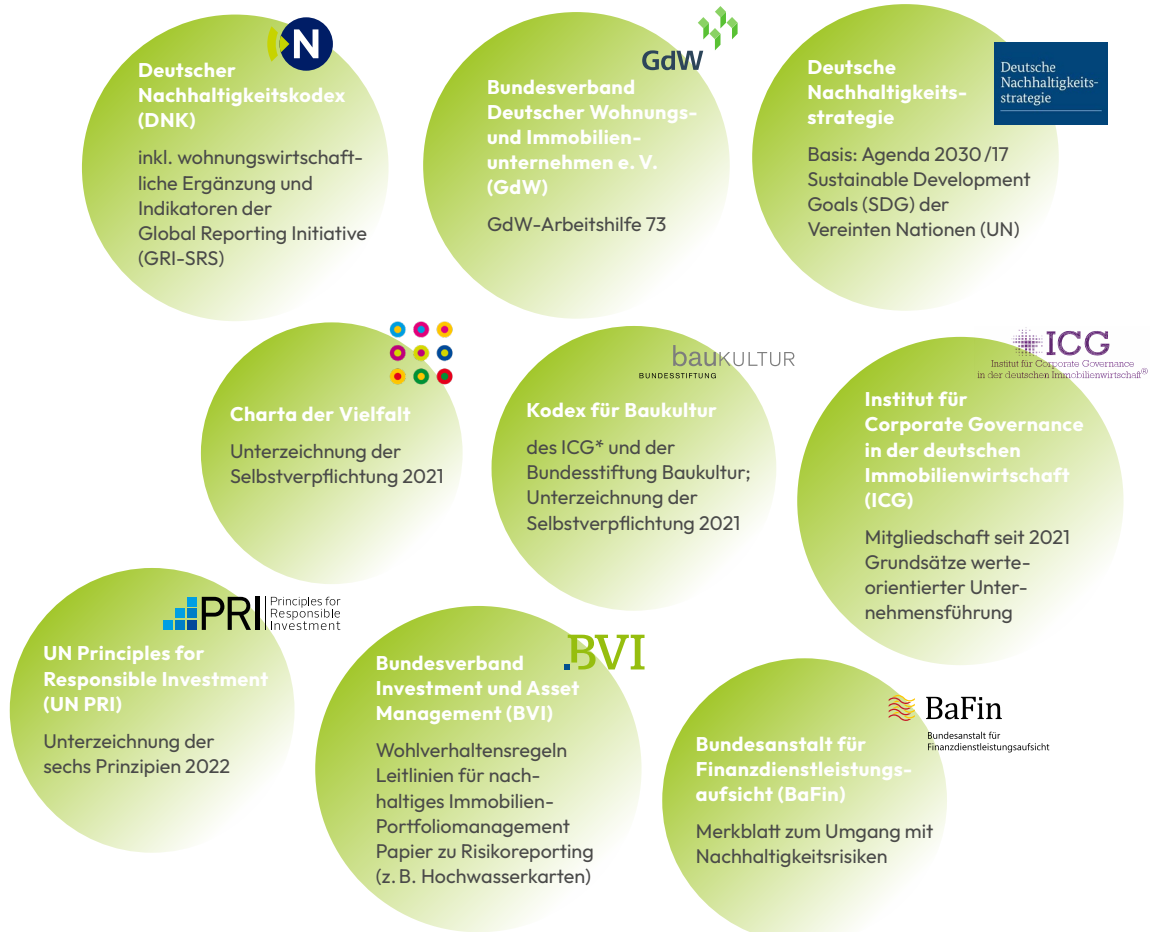 N
Deutscher
Nachhaltigkeitskodex
(DNK)
inkl. wohnungswirtschaft-
liche Ergänzung und
Indikatoren der
Global Reporting Initiative
(GRI-SRS)
GdW
Bundesverband
Deutscher Wohnungs-
und Immobilien-
unternehmen e. V.
(GdW)
GdW-Arbeitshilfe 73
Deutsche
Nachhaltigkeits-
strategie
Deutsche
Nachhaltigkeits-
strategie
Basis: Agenda 2030/17
Sustainable Development
Goals (SDG) der
Vereinten Nationen (UN)
Charta der Vielfalt
Unterzeichnung der
Selbstverpflichtung 2021
bauKULTUR
BUNDESSTIFTUNG
Kodex für Baukultur
des ICG* und der
Bundesstiftung Baukultur;
Unterzeichnung der
Selbstverpflichtung 2021
ICG
Institut für Corporate Governance
in der deutschen Immobilienwirtschaft®
Institut für
Corporate Governance
in der deutschen
Immobilienwirtschaft
(ICG)
Mitgliedschaft seit 2021
Grundsätze werte-
orientierter Unter-
nehmensführung
PRI Principles for
Responsible
Investment
UN Principles for
Responsible Investment
(UN PRI)
Unterzeichnung der
sechs Prinzipien 2022
BVI
Bundesverband
Investment und Asset
Management (BVI)
Wohlverhaltensregeln
Leitlinien für nach-
haltiges Immobilien-
Portfoliomanagement
Papier zu Risikoreporting
(z. B. Hochwasserkarten)
BaFin
Bundesanstalt für
Finanzdienstleistungsaufsicht
Bundesanstalt für
Finanzdienstleistungs-
aufsicht (BaFin)
Merkblatt zum Umgang mit
Nachhaltigkeitsrisiken